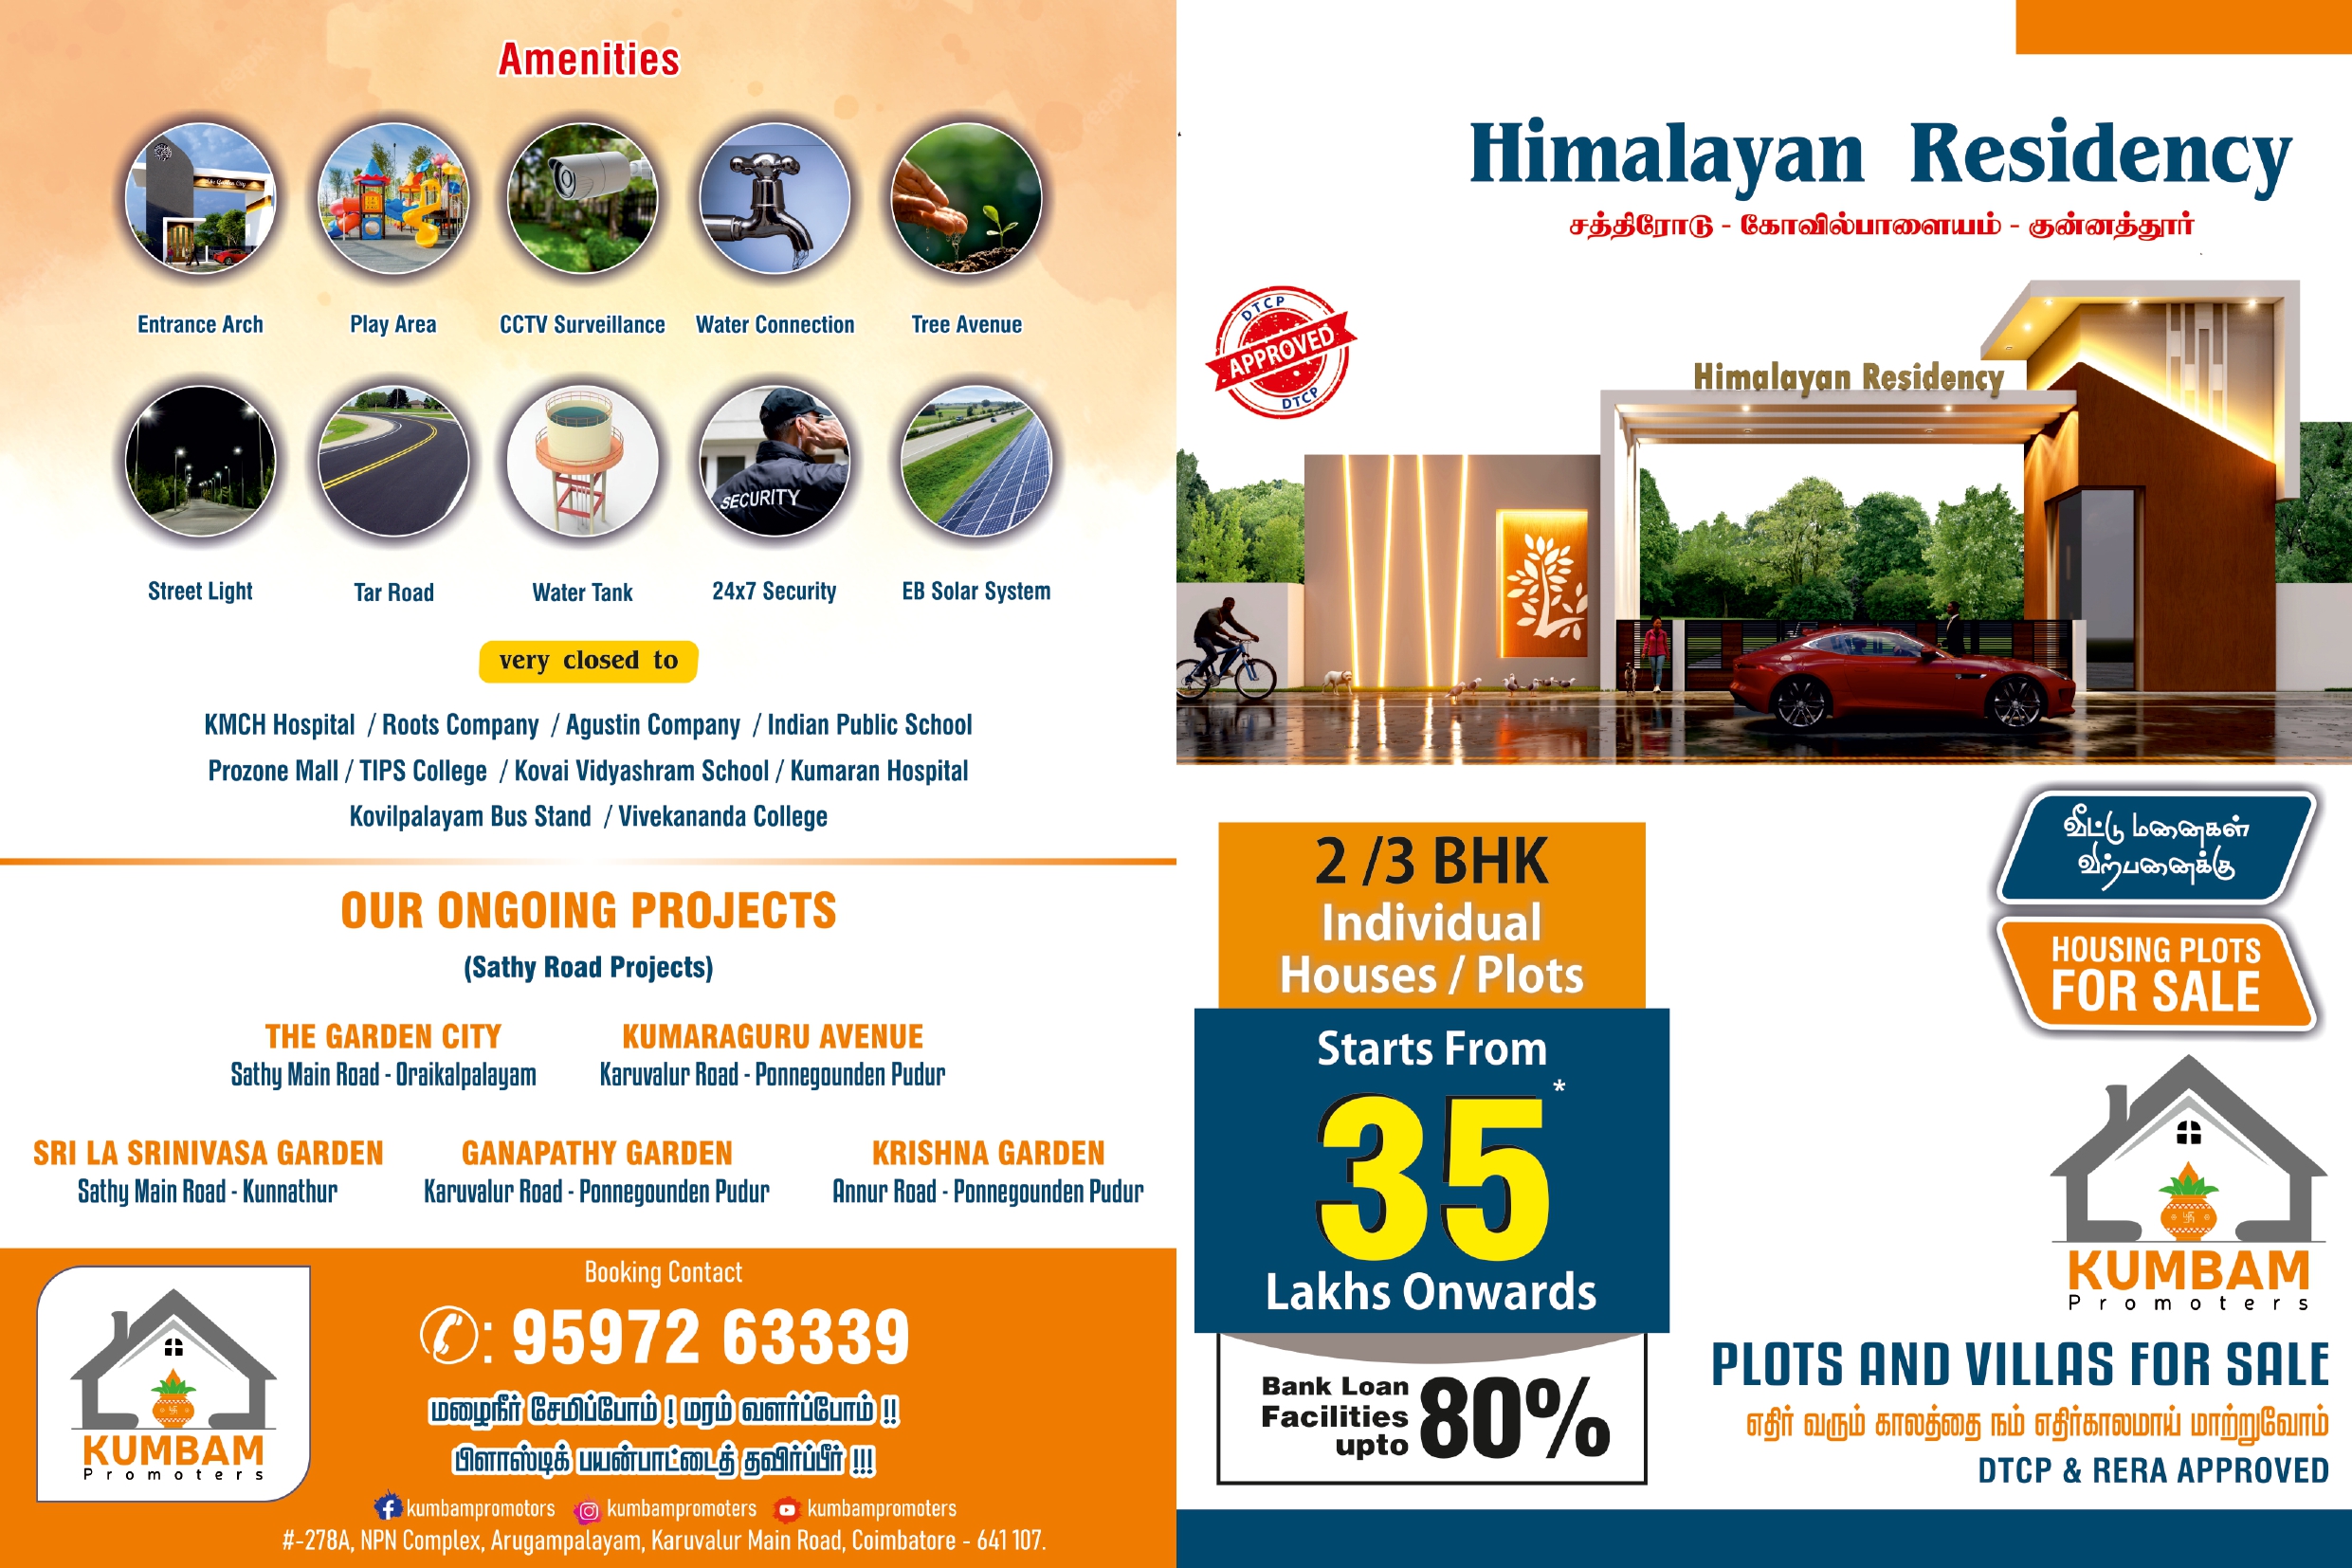 Amenities
Entrance Arch
Play Area
CCTV Surveillance
Water Connection
Tree Avenue
SECURITY
Street Light
Tar Road
Water Tank
24x7 Security
EB Solar System
very closed to
KMCH Hospital / Roots Company / Agustin Company / Indian Public School
Prozone Mall / TIPS College / Kovai Vidyashram School / Kumaran Hospital
Kovilpalayam Bus Stand / Vivekananda College
OUR ONGOING PROJECTS
(Sathy Road Projects)
THE GARDEN CITY
Sathy Main Road - Oraikalpalayam
KUMARAGURU AVENUE
Karuvalur Road - Ponnegounden Pudur
SRI LA SRINIVASA GARDEN
Sathy Main Road - Kunnathur
GANAPATHY GARDEN
Karuvalur Road - Ponnegounden Pudur
KRISHNA GARDEN
Annur Road - Ponnegounden Pudur
KUMBAM
Promoters
Booking Contact
: 95972 63339
மழைநீர் சேமிப்போம் ! மரம் வளர்ப்போம் !!
பிளாஸ்டிக் பயன்பாட்டைத் தவிர்ப்பீர் !!!
kumbampromotors kumbampromoters kumbampromoters
#-278A, NPN Complex, Arugampalayam, Karuvalur Main Road, Coimbatore - 641 107.
Himalayan Residency
சத்திரோடு - கோவில்பாளையம் - குன்னத்தூர்
DTCP
APPROVED
DTCP
Himalayan Residency
2 /3 BHK
Individual
Houses / Plots
Starts From
35*
Lakhs Onwards
Bank Loan
Facilities
upto
80%
வீட்டு மனைகள்
விற்பனைக்கு
HOUSING PLOTS
FOR SALE
KUMBAM
Promoters
PLOTS AND VILLAS FOR SALE
எதிர் வரும் காலத்தை நம் எதிர்காலமாய் மாற்றுவோம்
DTCP & RERA APPROVED